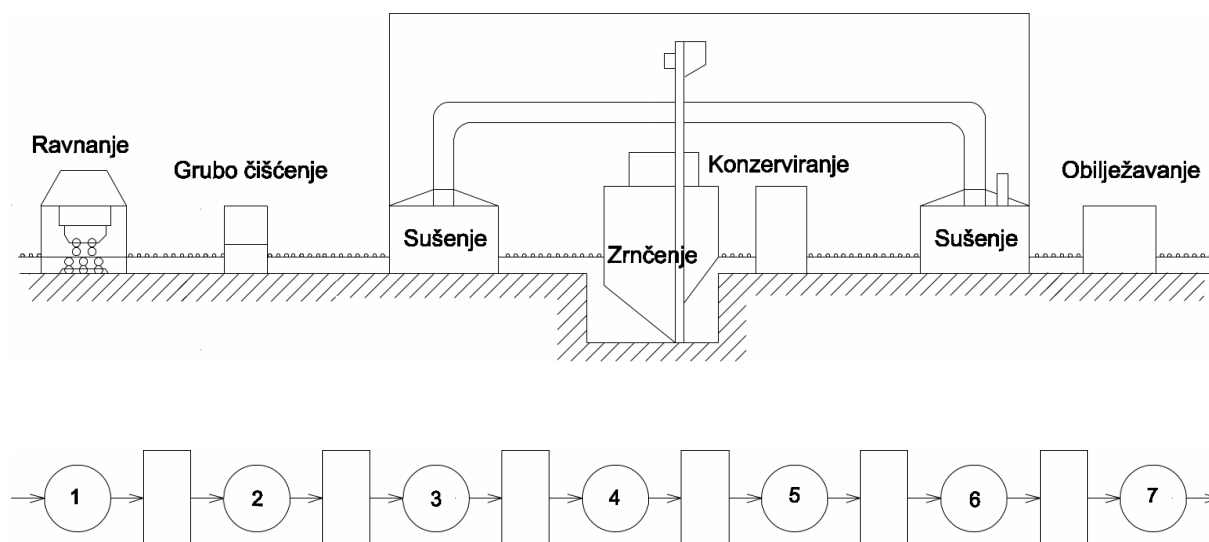 Ravnanje
Grubo čišćenje
Sušenje
Zrnčenje
Konzerviranje
Sušenje
Obilježavanje
1
2
3
4
5
6
7